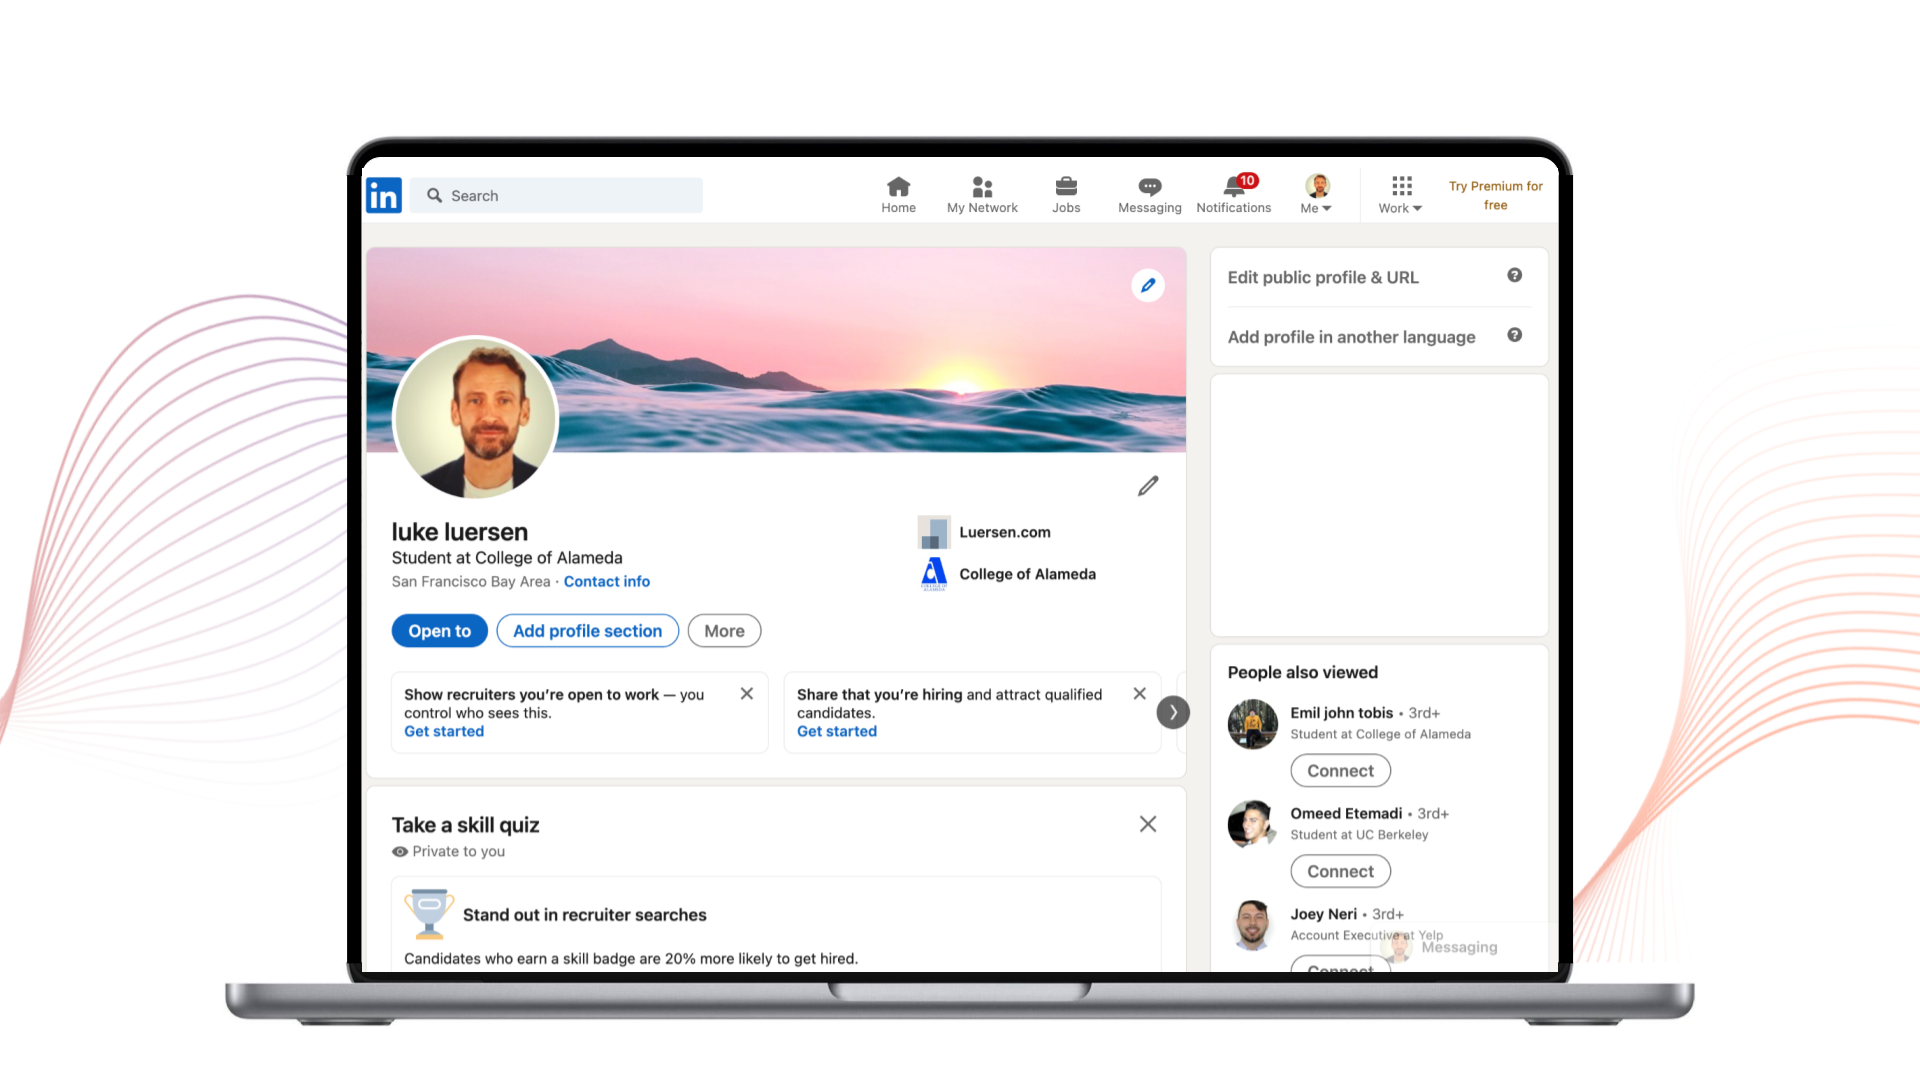 in
Search
Home
My Network
Jobs
Messaging
10
Notifications
Me
Work
Try Premium for
free
Edit public profile & URL
Add profile in another language
luke luersen
Student at College of Alameda
San Francisco Bay Area · Contact info
Luersen.com
College of Alameda
Open to
Add profile section
More
Show recruiters you’re open to work — you
control who sees this.
Get started
Share that you’re hiring and attract qualified
candidates.
Get started
Take a skill quiz
Private to you
Stand out in recruiter searches
Candidates who earn a skill badge are 20% more likely to get hired.
People also viewed
Emil john tobis • 3rd+
Student at College of Alameda
Connect
Omeed Etemadi • 3rd+
Student at UC Berkeley
Connect
Joey Neri • 3rd+
Account Executive at Yelp
Messaging
Connect